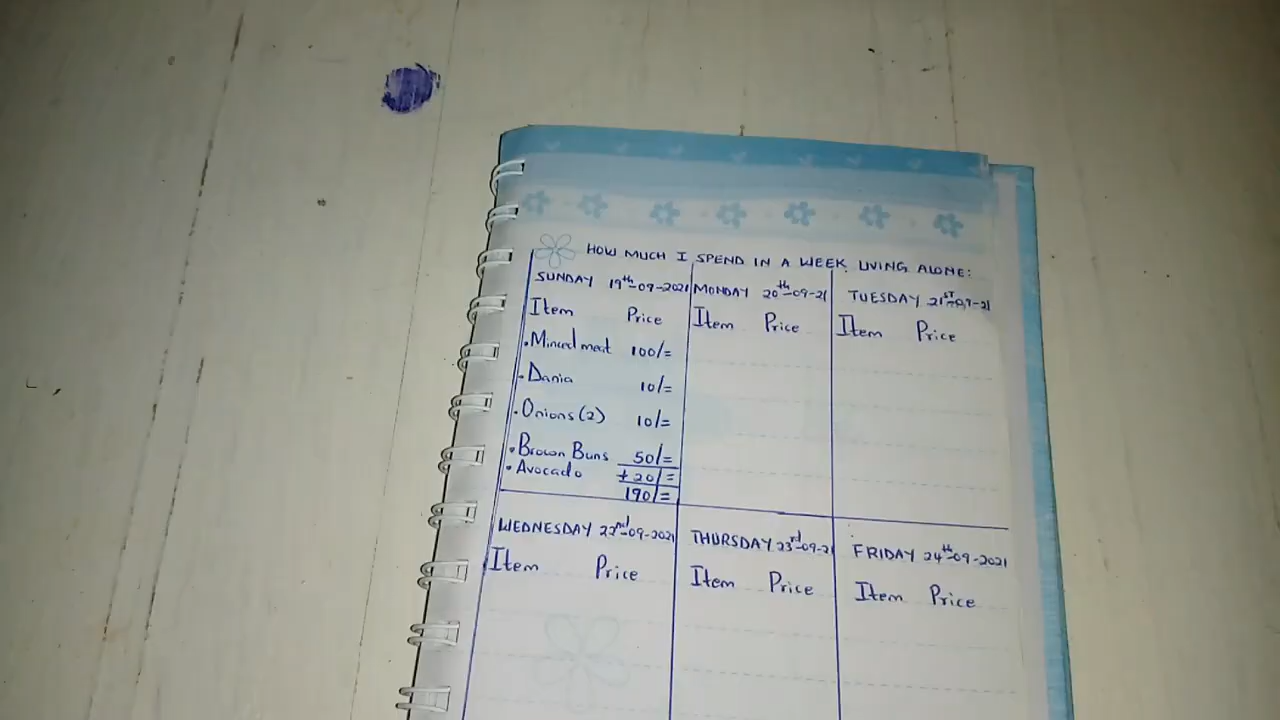 HOW MUCH I SPEND IN A WEEK, LIVING ALONE:
SUNDAY 19th-09-2021
Item Price
• Minced meat 100/=
• Dania 10/=
• Onions (2) 10/=
• Brown Buns 50/=
• Avocado + 20/=
190/=
MONDAY 20th-09-21
Item Price
TUESDAY 21ST-09-21
Item Price
WEDNESDAY 22nd-09-2021
Item Price
THURSDAY 23rd-09-21
Item Price
FRIDAY 24th-09-2021
Item Price